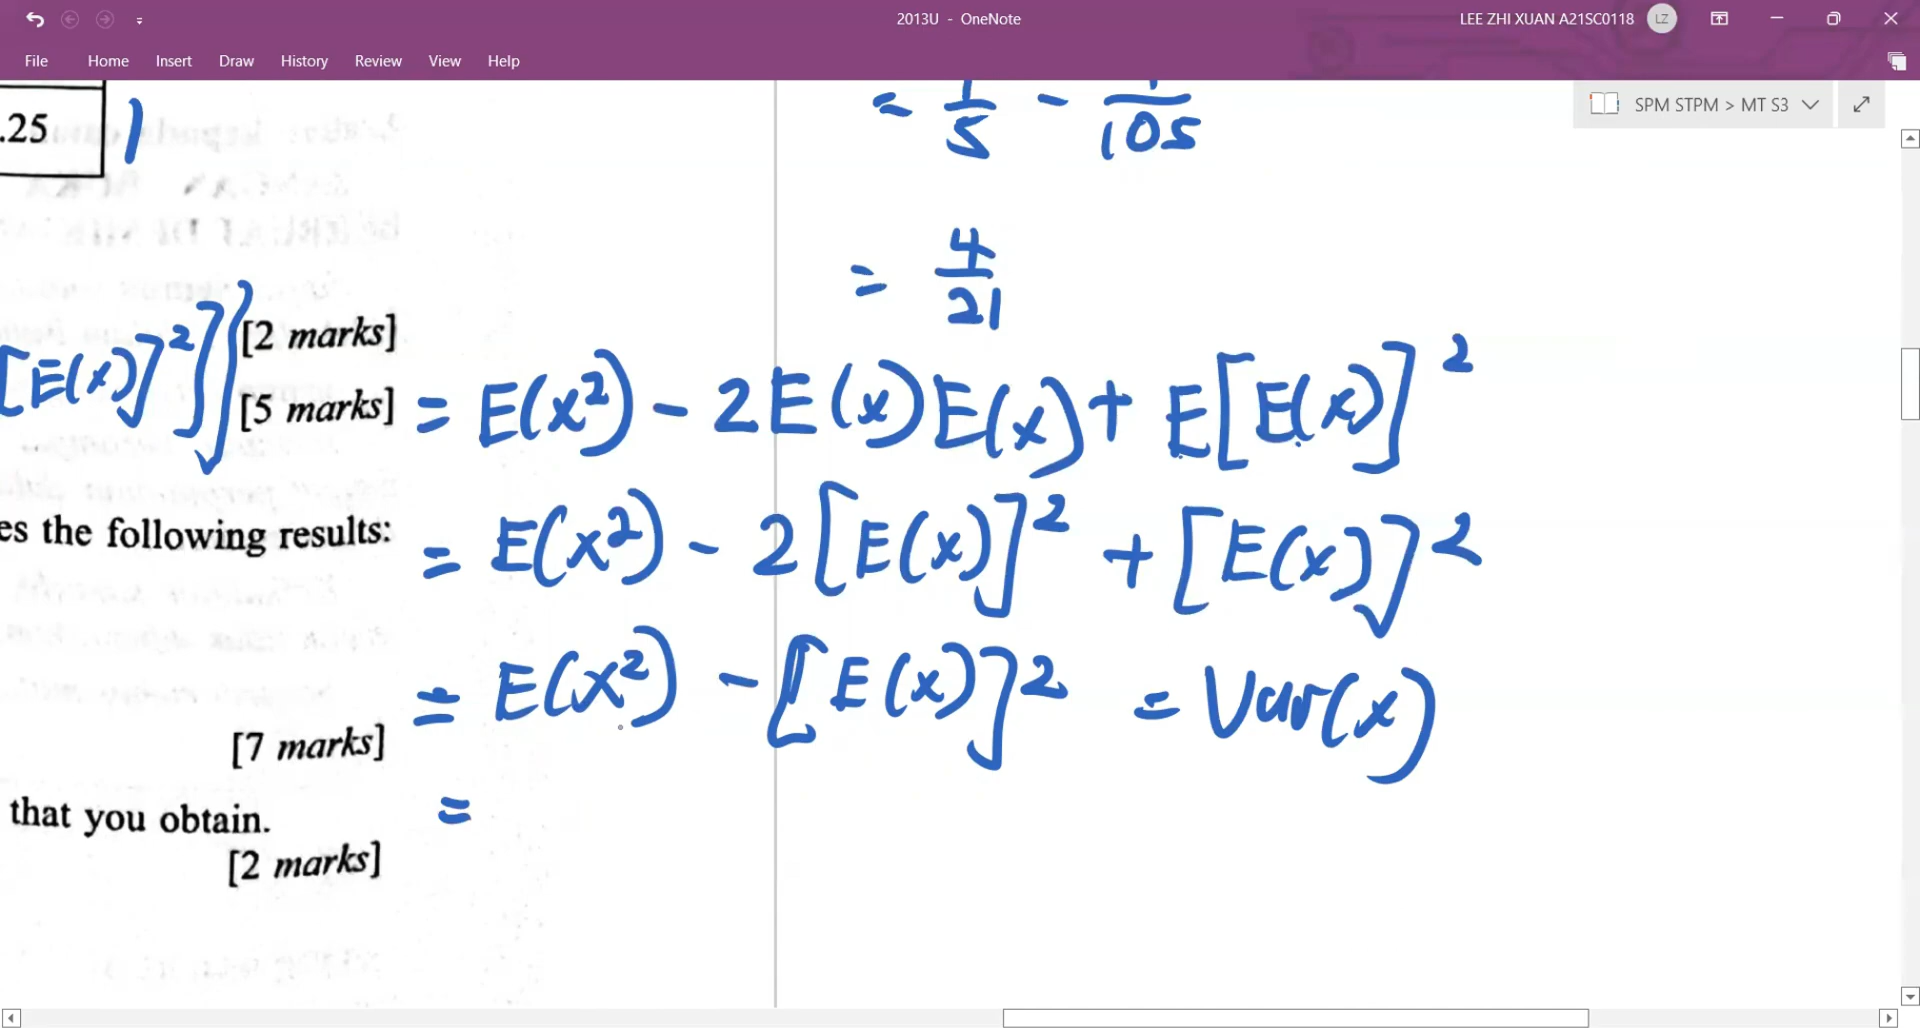 2013U - OneNote
LEE ZHI XUAN A21SC0118
LZ
File Home Insert Draw History Review View Help
SPM STPM > MT S3
.25
1
= 1/5 - 1/105
= 4/21
[E(x)]²]]
[2 marks]
[5 marks]
= E(x²) - 2E(x)E(x) + E[E(x)]²
es the following results:
= E(x²) - 2[E(x)]² + [E(x)]²
= E(x²) - [E(x)]² = Var(x)
[7 marks]
=
that you obtain.
[2 marks]